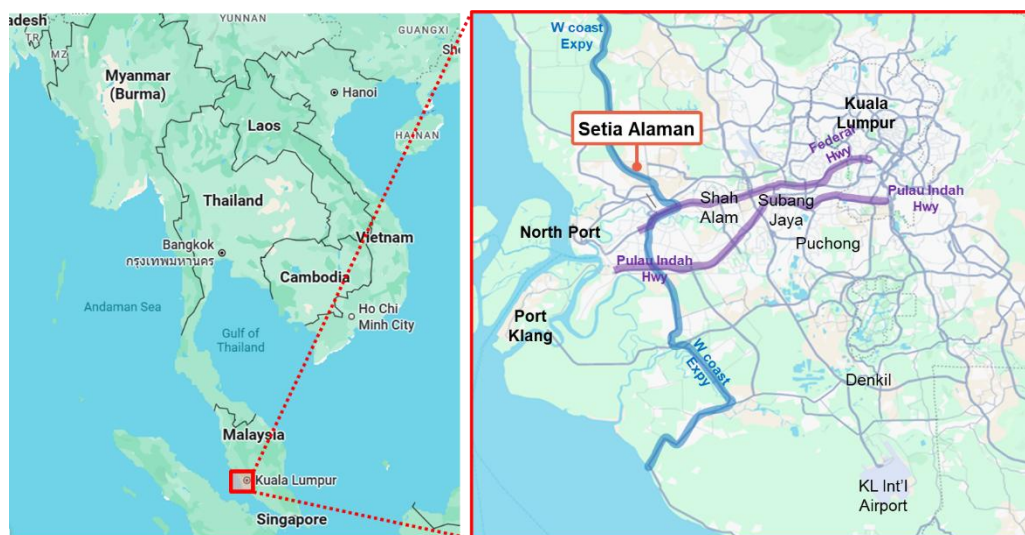 YUNNAN
GUANGXI
adesh
TR
MZ
Myanmar
(Burma)
Hanoi
Laos
HAINAN
Thailand
Vietnam
Bangkok
กรุงเทพมหานคร
Cambodia
Andaman Sea
Ho Chi
Minh City
Gulf of
Thailand
Malaysia
Kuala Lumpur
Singapore
W coast
Expy
Setia Alaman
Kuala
Lumpur
Federal
Hwy
Pulau Indah
Hwy
Shah
Alam
Subang
Jaya
North Port
Puchong
Pulau Indah
Hwy
Port
Klang
W coast
Expy
Denkil
KL Int'l
Airport